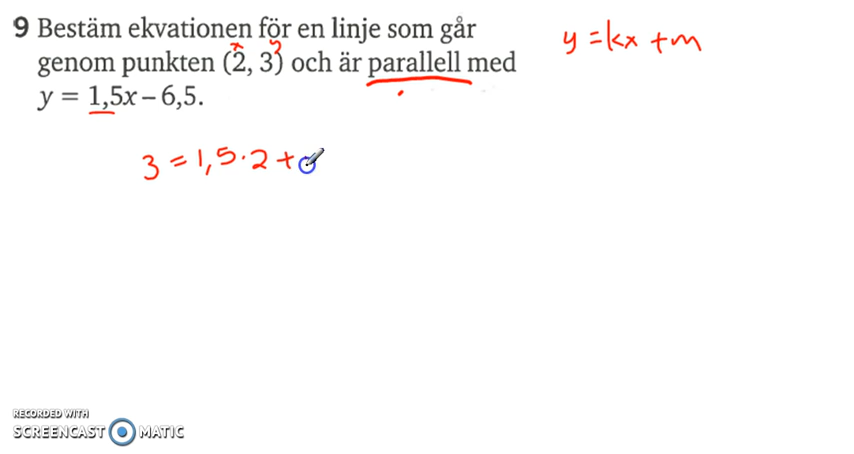 9 Bestäm ekvationen för en linje som går
x y
genom punkten (2, 3) och är parallell med
y = 1,5x – 6,5.
y = kx + m
3 = 1,5 · 2 +
RECORDED WITH
SCREENCAST MATIC